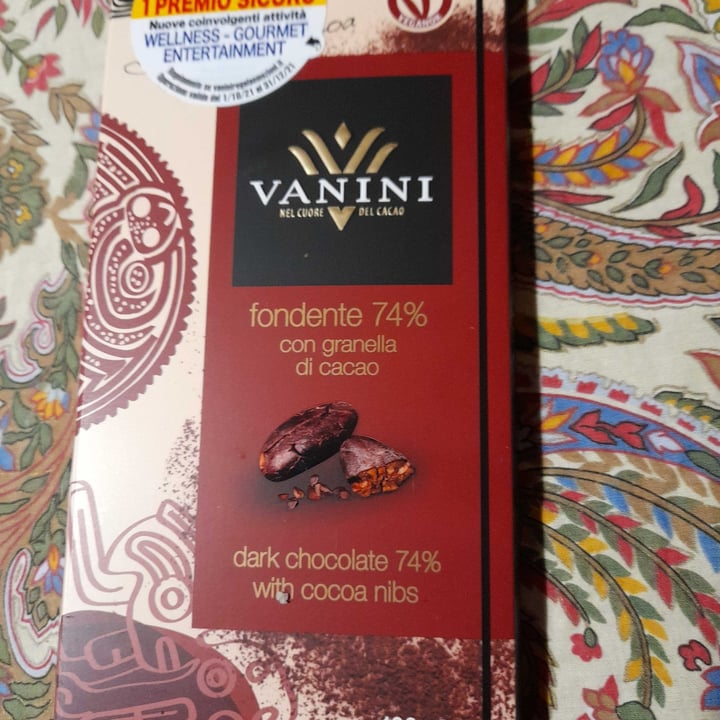 1 PREMIO SICURO
Nuove coinvolgenti attività
WELLNESS - GOURMET
ENTERTAINMENT
VEGANOK
VANINI
NEL CUORE DEL CACAO
fondente 74%
con granella
di cacao
dark chocolate 74%
with cocoa nibs